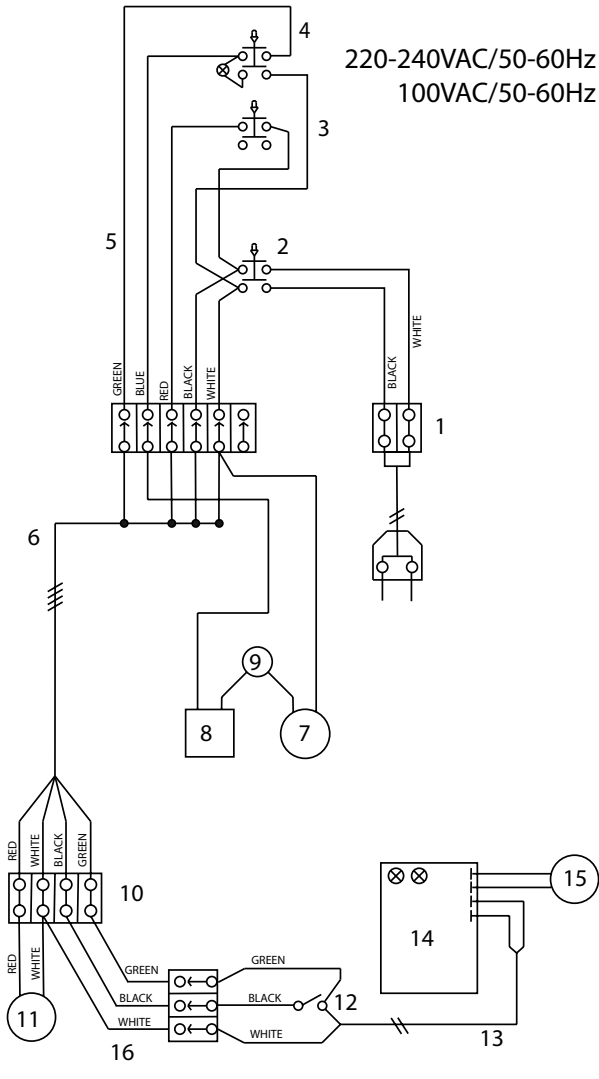 4
220-240VAC/50-60Hz
100VAC/50-60Hz
3
5
2
GREEN
BLUE
RED
BLACK
WHITE
BLACK
WHITE
1
6
9
8
7
RED
WHITE
BLACK
GREEN
10
15
14
RED
WHITE
11
GREEN
GREEN
BLACK
BLACK
12
WHITE
WHITE
13
16